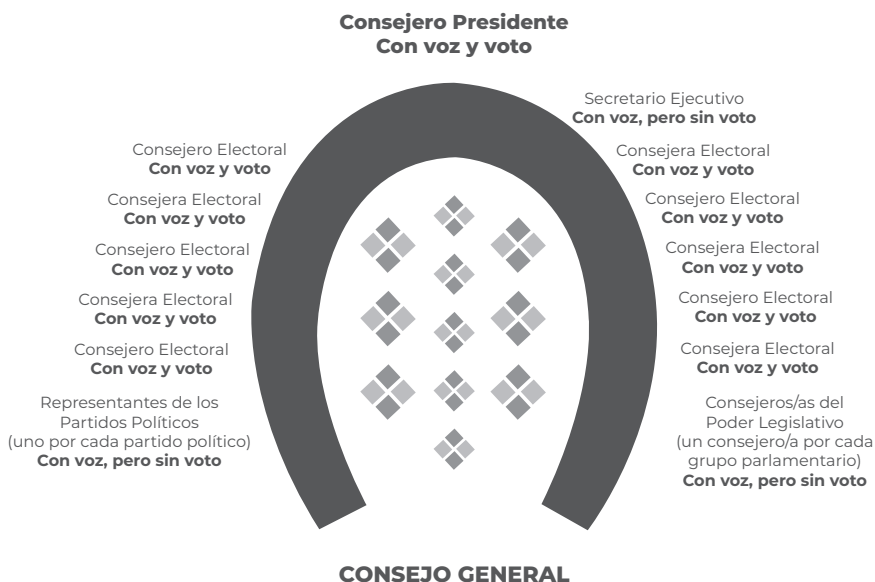 Consejero Presidente
Con voz y voto
Secretario Ejecutivo
Con voz, pero sin voto
Consejero Electoral
Con voz y voto
Consejera Electoral
Con voz y voto
Consejero Electoral
Con voz y voto
Consejera Electoral
Con voz y voto
Consejero Electoral
Con voz y voto
Representantes de los
Partidos Políticos
(uno por cada partido político)
Con voz, pero sin voto
Consejera Electoral
Con voz y voto
Consejero Electoral
Con voz y voto
Consejera Electoral
Con voz y voto
Consejero Electoral
Con voz y voto
Consejera Electoral
Con voz y voto
Consejeros/as del
Poder Legislativo
(un consejero/a por cada
grupo parlamentario)
Con voz, pero sin voto
CONSEJO GENERAL